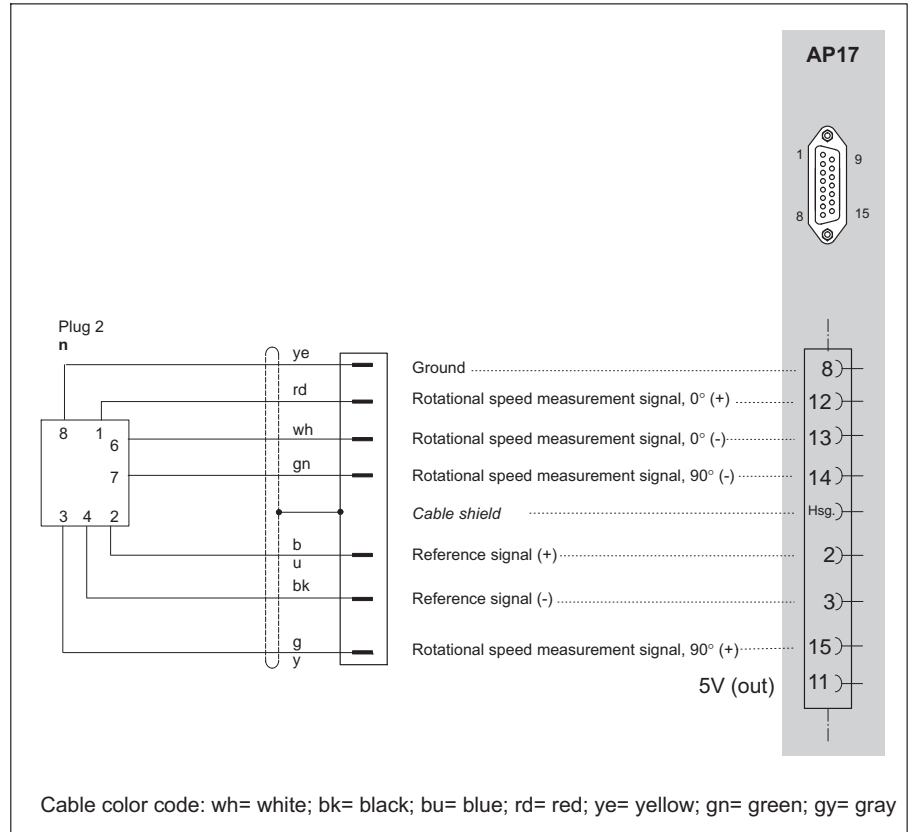 AP17
1
9
8
15
Plug 2
n
ye
Ground
8
rd
Rotational speed measurement signal, 0° (+)
12
8 1
6
wh
Rotational speed measurement signal, 0° (-)
13
7
gn
Rotational speed measurement signal, 90° (-)
14
3 4 2
Cable shield
Hsg.
b
u
Reference signal (+)
2
bk
Reference signal (-)
3
g
y
Rotational speed measurement signal, 90° (+)
15
5V (out)
11
Cable color code: wh= white; bk= black; bu= blue; rd= red; ye= yellow; gn= green; gy= gray